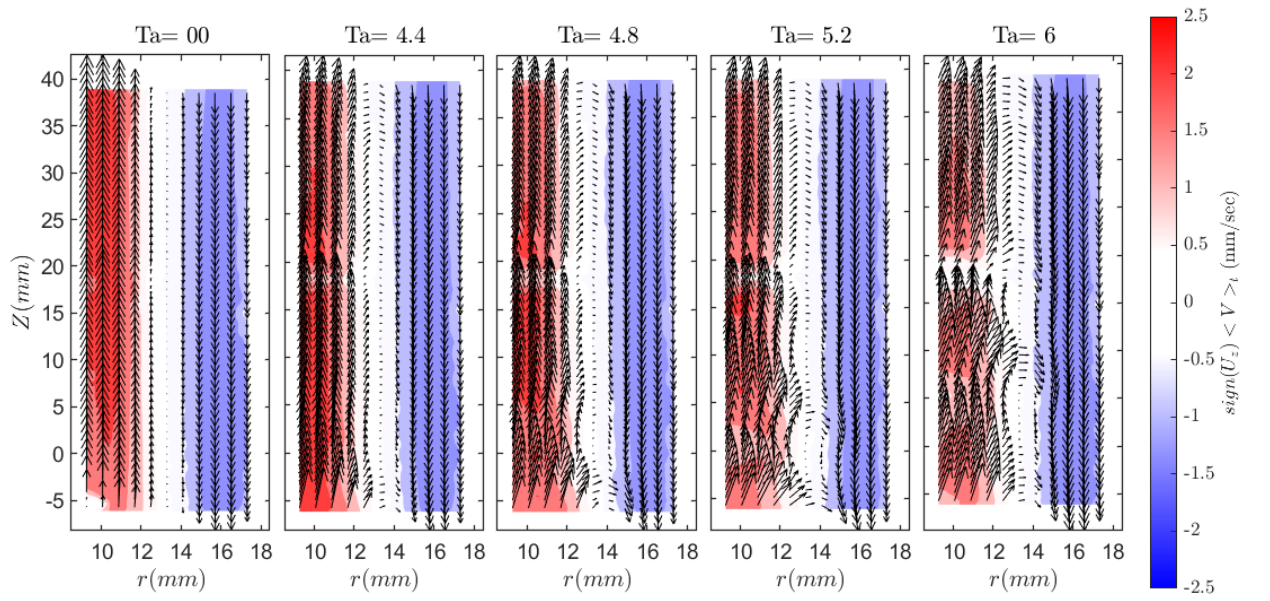 Ta= 00
Ta= 4.4
Ta= 4.8
Ta= 5.2
Ta= 6
40
35
30
25
20
15
10
5
0
-5
Z(mm)
10 12 14 16 18
10 12 14 16 18
10 12 14 16 18
10 12 14 16 18
10 12 14 16 18
r(mm)
r(mm)
r(mm)
r(mm)
r(mm)
2.5
2
1.5
1
0.5
0
-0.5
-1
-1.5
-2
-2.5
sign(U_z) < V >_t (mm/sec)